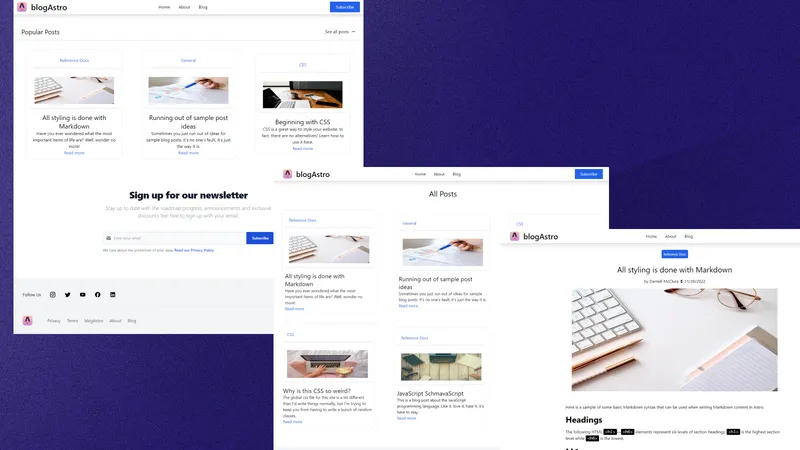 blogAstro
Home About Blog
Subscribe
Popular Posts
See all posts
Reference Docs
All styling is done with
Markdown
Have you ever wondered what the most
important items of life are? Well, wonder no
more!
Read more
General
Running out of sample post
ideas
Sometimes you just run out of ideas for
sample blog posts. It's no one's fault, it's just
the way it is.
Read more
CSS
Beginning with CSS
CSS is a great way to style your website. In
fact, there are no alternatives! Learn how to
use it here.
Read more
Sign up for our newsletter
Stay up to date with the roadmap progress, announcements and exclusive
discounts feel free to sign up with your email.
Enter your email
Subscribe
We care about the protection of your data. Read our Privacy Policy.
Follow Us
Privacy Terms About Blog
blogAstro
Home About Blog
Subscribe
All Posts
Reference Docs
All styling is done with
Markdown
Have you ever wondered what the most
important items of life are? Well, wonder no
more!
Read more
General
Running out of sample post
ideas
Sometimes you just run out of ideas for
sample blog posts. It's no one's fault, it's just the way it is.
Read more
CSS
CSS
Why is this CSS so weird?
The global css file for this site is a lot different
than I'd write things normally, but I'm trying to
keep you from having to write a bunch of random
classes.
Read more
Reference Docs
JavaScript SchmavaScript
This is a blog post about the JavaScript
programming language. Like it, love it, hate it, it's
here to stay.
Read more
blogAstro
Home About Blog
Reference Docs
All styling is done with Markdown
by Darrell McClure 11/28/2022
Here is a sample of some basic Markdown syntax that can be used when writing Markdown content in Astro.
Headings
The following HTML <h1> — <h6> elements represent six levels of section headings. <h1> is the highest section
level while <h6> is the lowest.